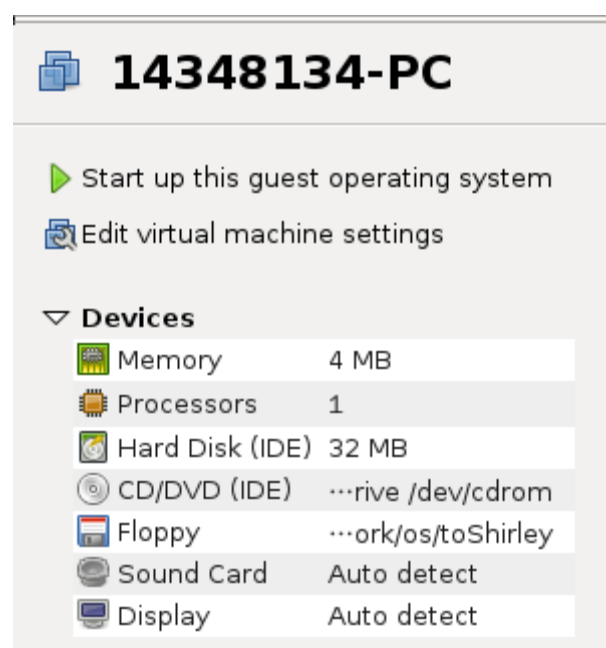 14348134-PC
Start up this guest operating system
Edit virtual machine settings
Devices
Memory 4 MB
Processors 1
Hard Disk (IDE) 32 MB
CD/DVD (IDE) ···rive /dev/cdrom
Floppy ···ork/os/toShirley
Sound Card Auto detect
Display Auto detect